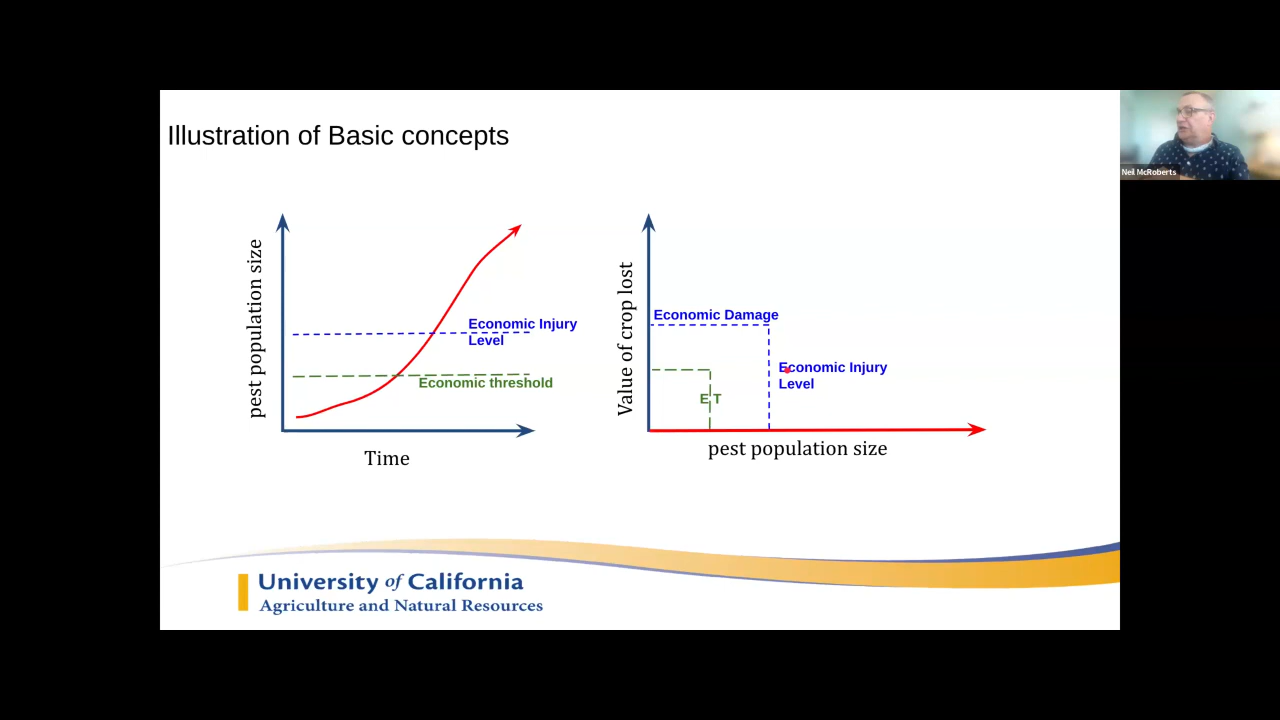 Illustration of Basic concepts
Neil McRoberts
pest population size
Economic Injury
Level
Economic threshold
Time
Value of crop lost
Economic Damage
Economic Injury
Level
E T
pest population size
University of California
Agriculture and Natural Resources